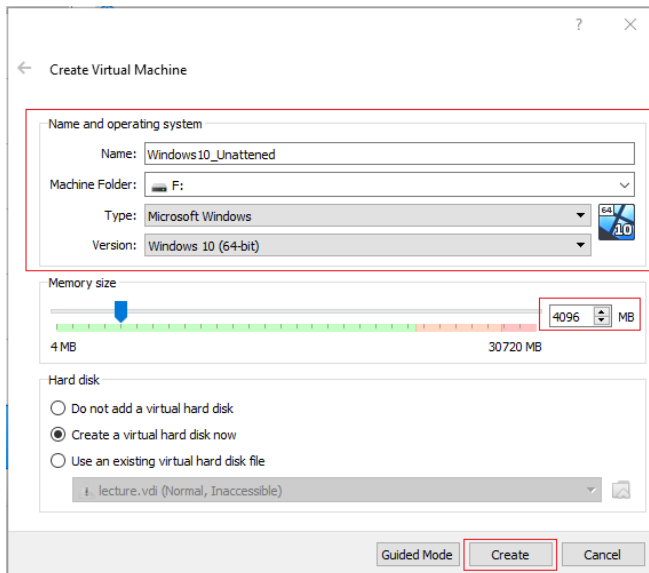 ?
Create Virtual Machine
Name and operating system
Name: Windows10_Unattened
Machine Folder: F:
Type: Microsoft Windows
64
10
Version: Windows 10 (64-bit)
Memory size
4096 MB
4 MB 30720 MB
Hard disk
Do not add a virtual hard disk
Create a virtual hard disk now
Use an existing virtual hard disk file
lecture.vdi (Normal, Inaccessible)
Guided Mode Create Cancel